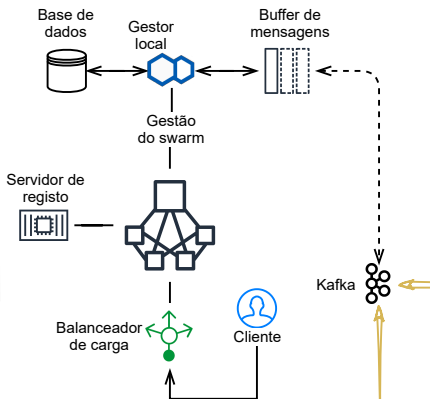 Base de
dados
Gestor
local
Buffer de
mensagens
Gestão
do swarm
Servidor de
registo
Kafka
Balanceador
de carga
Cliente